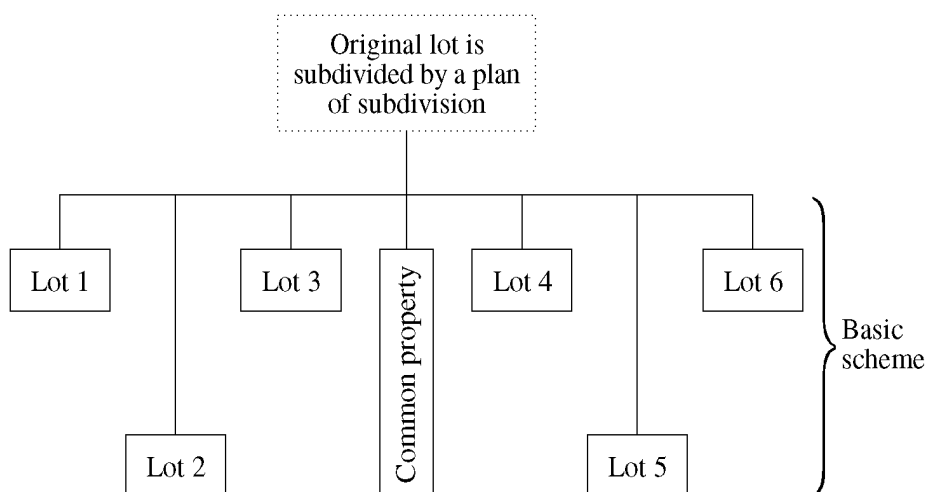 Original lot is
subdivided by a plan
of subdivision
Lot 1
Lot 3
Common property
Lot 4
Lot 6
Basic
scheme
Lot 2
Lot 5